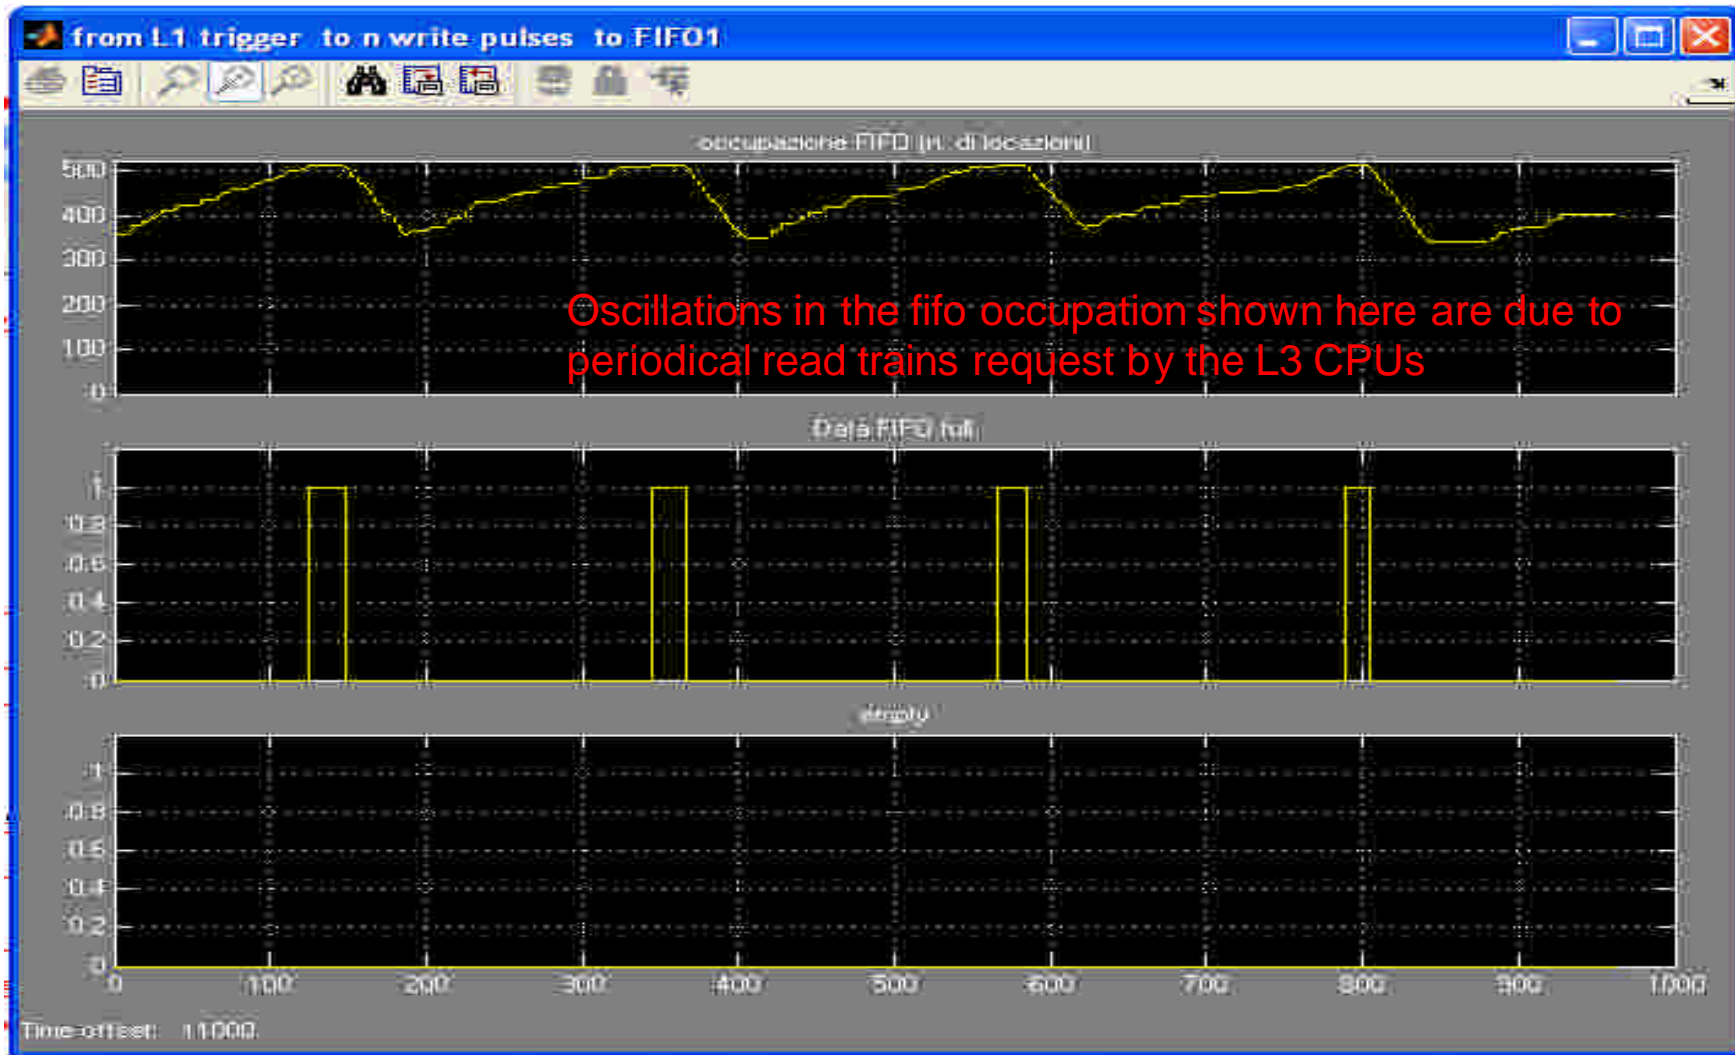 from L1 trigger to n write pulses to FIFO1
occupazione FIFO (n. di locazioni)
500
400
300
200
100
0
Oscillations in the fifo occupation shown here are due to
periodical read trains request by the L3 CPUs
Data FIFO full
1
0.8
0.6
0.4
0.2
0
empty
1
0.8
0.6
0.4
0.2
0
0 100 200 300 400 500 600 700 800 900 1000
Time offset: 11000